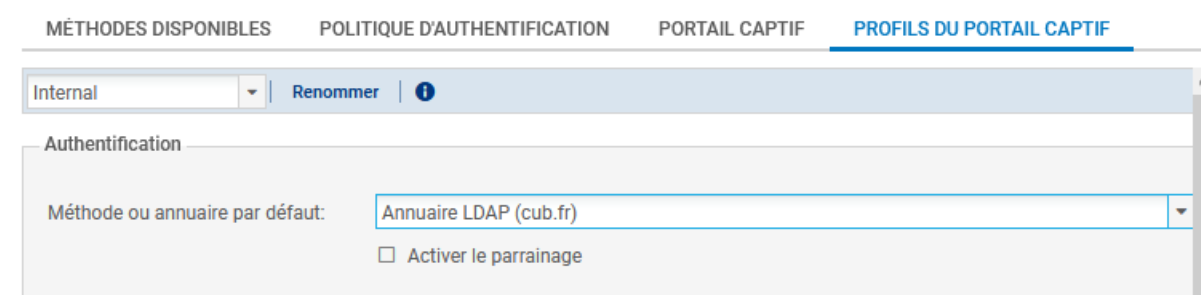 MÉTHODES DISPONIBLES POLITIQUE D'AUTHENTIFICATION PORTAIL CAPTIF PROFILS DU PORTAIL CAPTIF
Internal Renommer
Authentification
Méthode ou annuaire par défaut: Annuaire LDAP (cub.fr)
Activer le parrainage